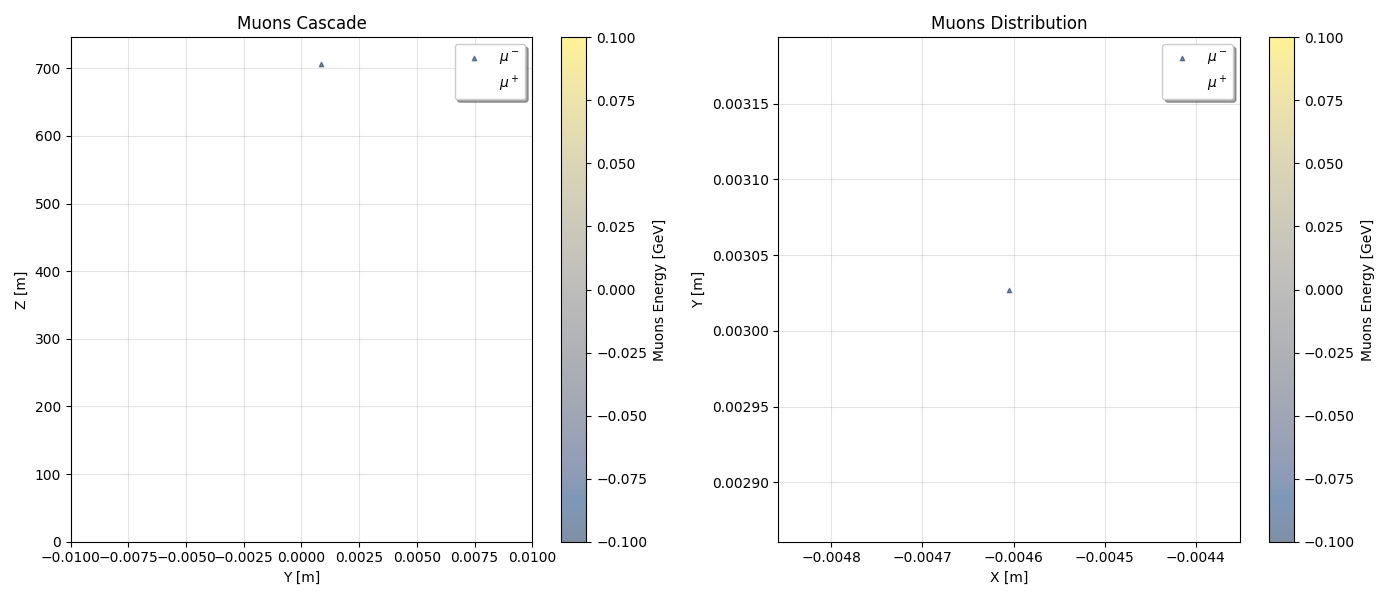 Muons Cascade
Z [m]
700
600
500
400
300
200
100
0
−0.0100 −0.0075 −0.0050 −0.0025 0.0000 0.0025 0.0050 0.0075 0.0100
Y [m]
μ−
μ+
0.100
0.075
0.050
0.025
0.000
−0.025
−0.050
−0.075
−0.100
Muons Energy [GeV]
Muons Distribution
Y [m]
0.00315
0.00310
0.00305
0.00300
0.00295
0.00290
−0.0048 −0.0047 −0.0046 −0.0045 −0.0044
X [m]
μ−
μ+
0.100
0.075
0.050
0.025
0.000
−0.025
−0.050
−0.075
−0.100
Muons Energy [GeV]